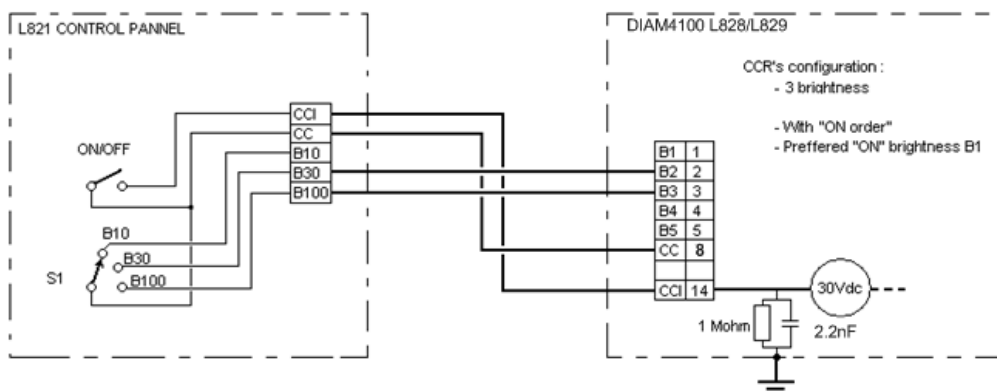 L821 CONTROL PANNEL
ON/OFF
S1
B10
B30
B100
CCI
CC
B10
B30
B100
DIAM4100 L828/L829
CCR's configuration :
- 3 brightness
- With "ON order"
- Preffered "ON" brightness B1
B1 1
B2 2
B3 3
B4 4
B5 5
CC 8
CCI 14
30Vdc
1 Mohm
2.2nF